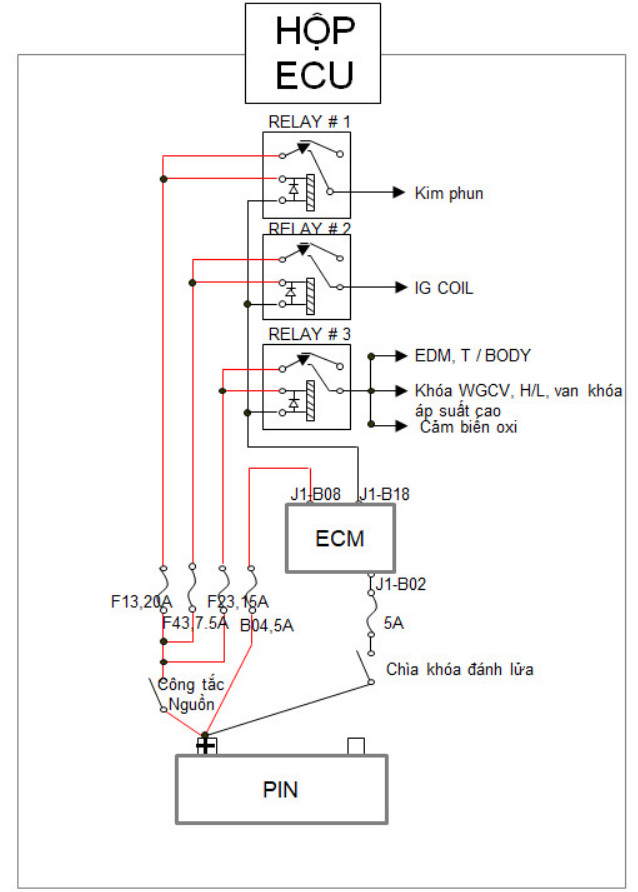 HỘP
ECU
RELAY # 1
Kim phun
RELAY # 2
IG COIL
RELAY # 3
EDM, T / BODY
Khóa WGCV, H/L, van khóa
áp suất cao
Cảm biến oxi
J1-B08
J1-B18
ECM
J1-B02
F13,20A
F23,15A
F43,7.5A
B04,5A
5A
Chìa khóa đánh lửa
Công tắc
Nguồn
+
PIN